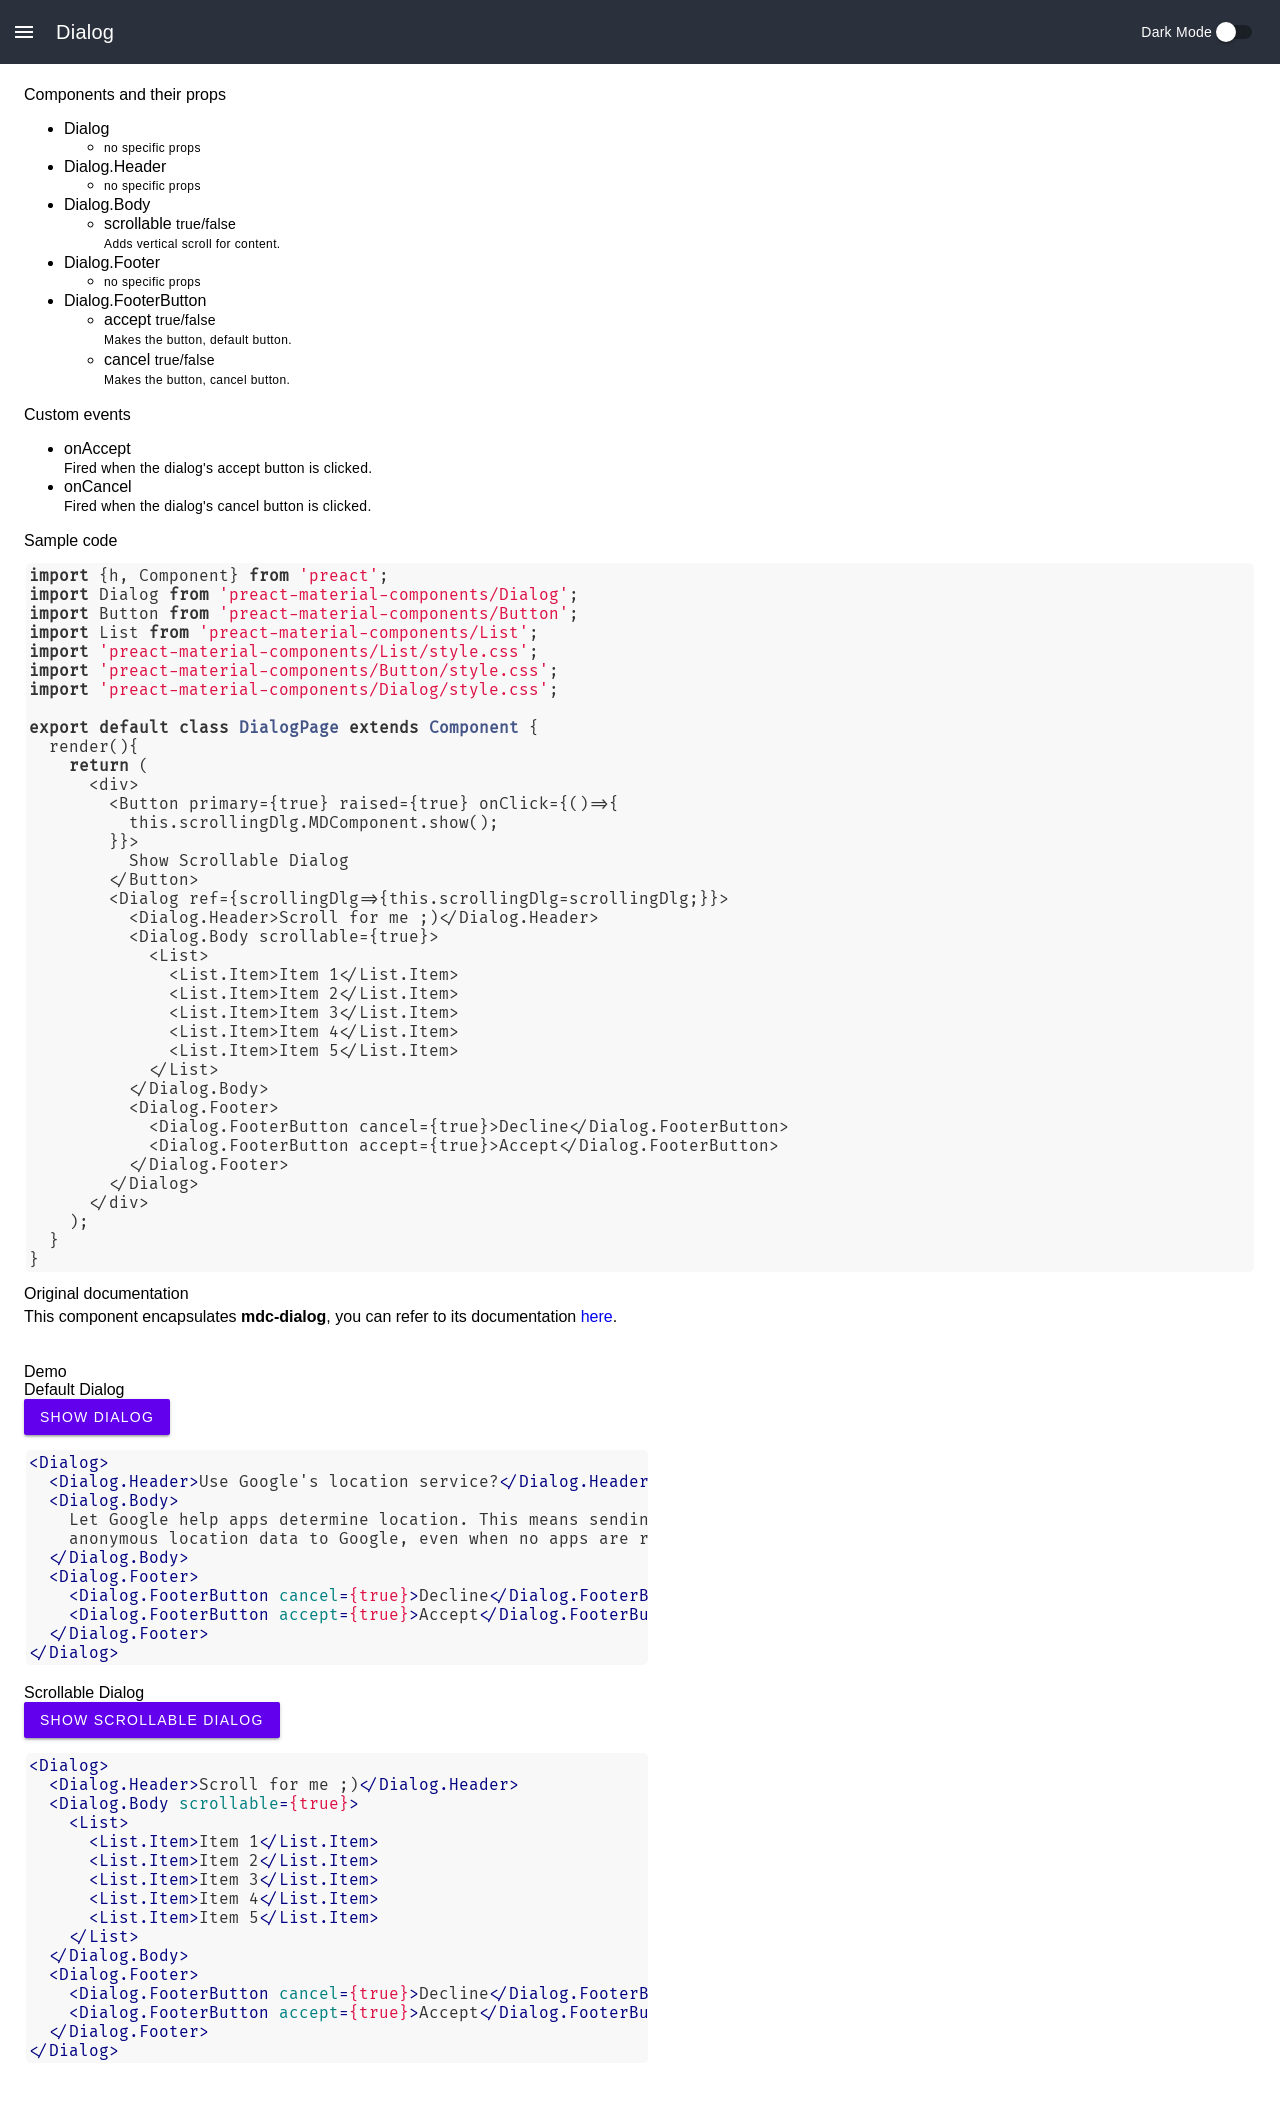 Dialog
Dark Mode
Components and their props
Dialog
no specific props
Dialog.Header
no specific props
Dialog.Body
scrollable true/false
Adds vertical scroll for content.
Dialog.Footer
no specific props
Dialog.FooterButton
accept true/false
Makes the button, default button.
cancel true/false
Makes the button, cancel button.
Custom events
onAccept
Fired when the dialog's accept button is clicked.
onCancel
Fired when the dialog's cancel button is clicked.
Sample code
import {h, Component} from 'preact';
import Dialog from 'preact-material-components/Dialog';
import Button from 'preact-material-components/Button';
import List from 'preact-material-components/List';
import 'preact-material-components/List/style.css';
import 'preact-material-components/Button/style.css';
import 'preact-material-components/Dialog/style.css';
export default class DialogPage extends Component {
render(){
return (
<div>
<Button primary={true} raised={true} onClick={()=>{
this.scrollingDlg.MDComponent.show();
}}>
Show Scrollable Dialog
</Button>
<Dialog ref={scrollingDlg=>{this.scrollingDlg=scrollingDlg;}}>
<Dialog.Header>Scroll for me ;)</Dialog.Header>
<Dialog.Body scrollable={true}>
<List>
<List.Item>Item 1</List.Item>
<List.Item>Item 2</List.Item>
<List.Item>Item 3</List.Item>
<List.Item>Item 4</List.Item>
<List.Item>Item 5</List.Item>
</List>
</Dialog.Body>
<Dialog.Footer>
<Dialog.FooterButton cancel={true}>Decline</Dialog.FooterButton>
<Dialog.FooterButton accept={true}>Accept</Dialog.FooterButton>
</Dialog.Footer>
</Dialog>
</div>
);
}
}
Original documentation
This component encapsulates mdc-dialog, you can refer to its documentation here.
Demo
Default Dialog
SHOW DIALOG
<Dialog>
<Dialog.Header>Use Google's location service?</Dialog.Header
<Dialog.Body>
Let Google help apps determine location. This means sendin
anonymous location data to Google, even when no apps are r
</Dialog.Body>
<Dialog.Footer>
<Dialog.FooterButton cancel={true}>Decline</Dialog.FooterB
<Dialog.FooterButton accept={true}>Accept</Dialog.FooterBu
</Dialog.Footer>
</Dialog>
Scrollable Dialog
SHOW SCROLLABLE DIALOG
<Dialog>
<Dialog.Header>Scroll for me ;)</Dialog.Header>
<Dialog.Body scrollable={true}>
<List>
<List.Item>Item 1</List.Item>
<List.Item>Item 2</List.Item>
<List.Item>Item 3</List.Item>
<List.Item>Item 4</List.Item>
<List.Item>Item 5</List.Item>
</List>
</Dialog.Body>
<Dialog.Footer>
<Dialog.FooterButton cancel={true}>Decline</Dialog.FooterB
<Dialog.FooterButton accept={true}>Accept</Dialog.FooterBu
</Dialog.Footer>
</Dialog>